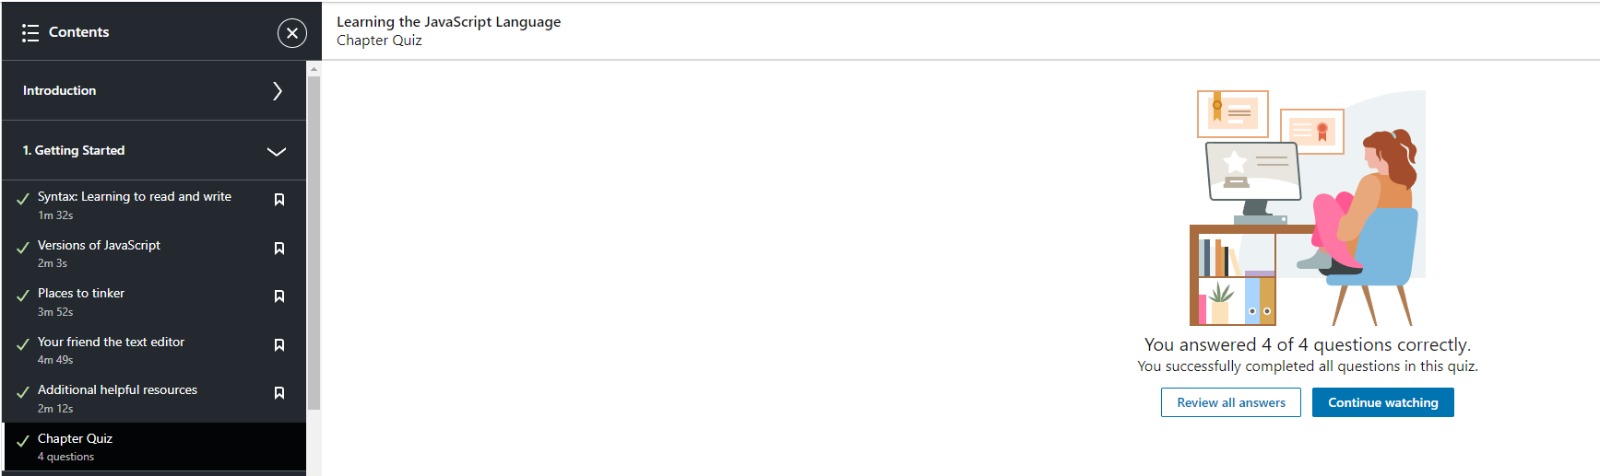 Contents
Introduction
1. Getting Started
Syntax: Learning to read and write
1m 32s
Versions of JavaScript
2m 3s
Places to tinker
3m 52s
Your friend the text editor
4m 49s
Additional helpful resources
2m 12s
Chapter Quiz
4 questions
Learning the JavaScript Language
Chapter Quiz
You answered 4 of 4 questions correctly.
You successfully completed all questions in this quiz.
Review all answers
Continue watching